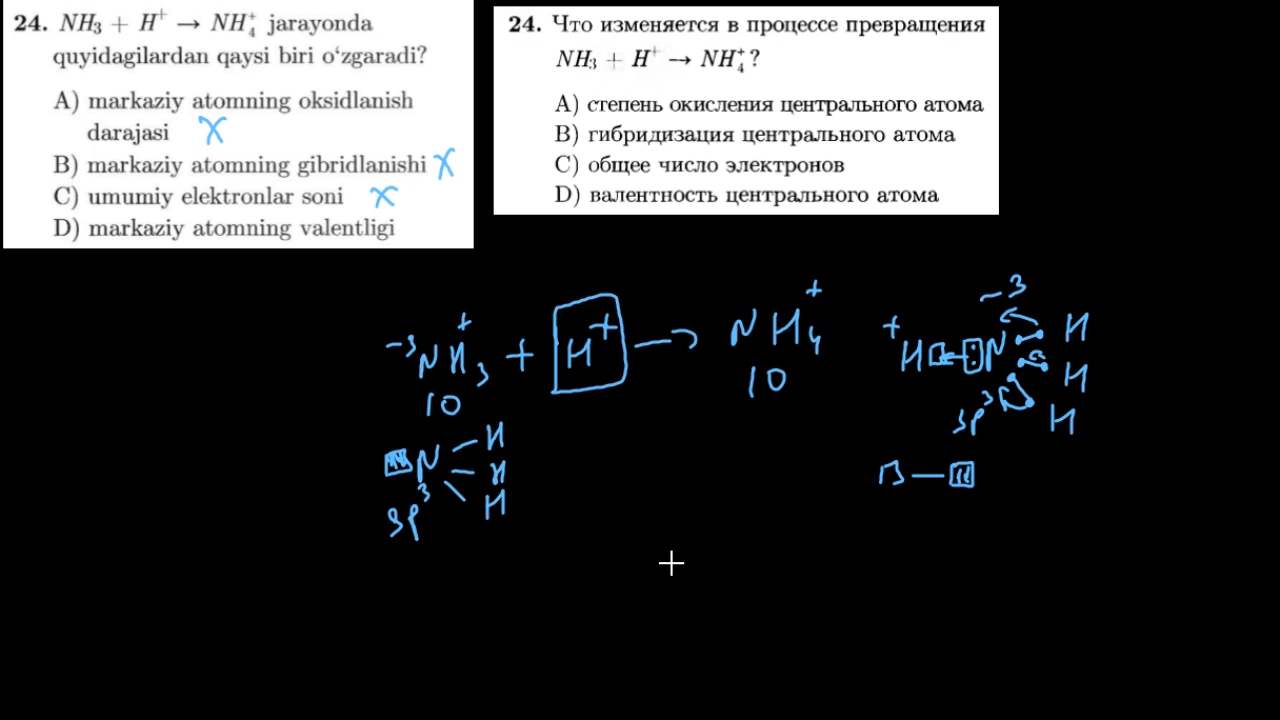 24. NH₃ + H⁺ → NH₄⁺ jarayonda
quyidagilardan qaysi biri o‘zgaradi?
A) markaziy atomning oksidlanish
darajasi X
B) markaziy atomning gibridlanishi X
C) umumiy elektronlar soni X
D) markaziy atomning valentligi
24. Что изменяется в процессе превращения
NH₃ + H⁺ → NH₄⁺?
A) степень окисления центрального атома
B) гибридизация центрального атома
C) общее число электронов
D) валентность центрального атома
⁻³NH₃⁺ + H⁺ → NH₄⁺
10 10
N H
H
H
sp³
-3
⁺H N H
H
H
sp³